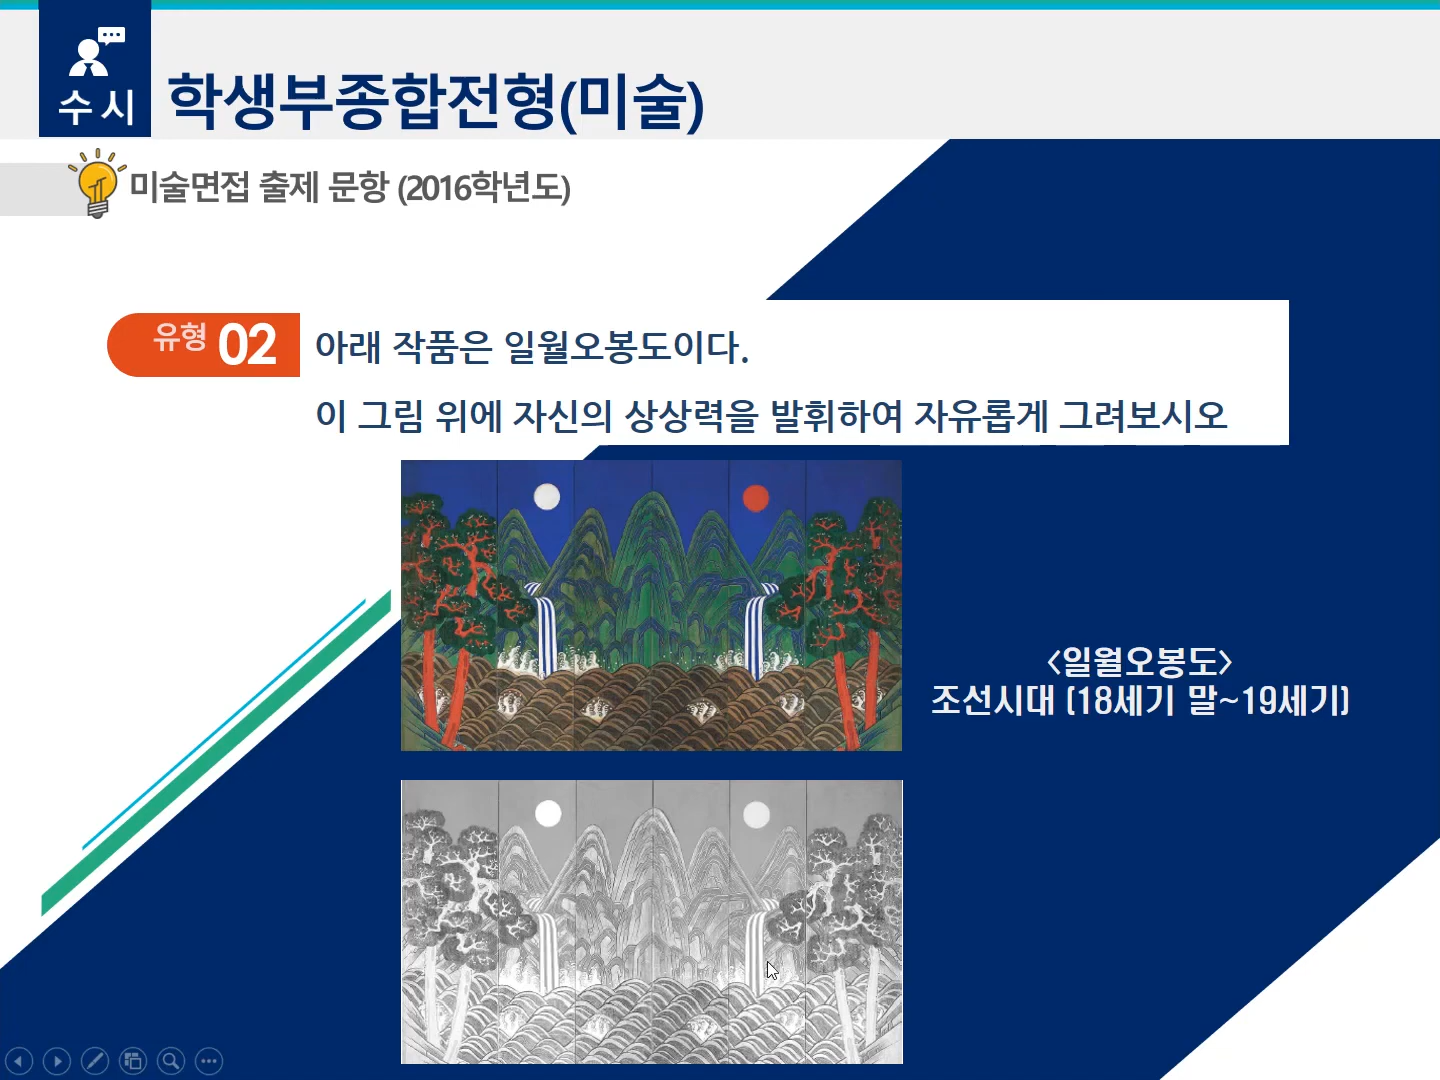 수시
학생부종합전형(미술)
미술면접 출제 문항 (2016학년도)
유형 02
아래 작품은 일월오봉도이다.
이 그림 위에 자신의 상상력을 발휘하여 자유롭게 그려보시오
<일월오봉도>
조선시대 (18세기 말~19세기)